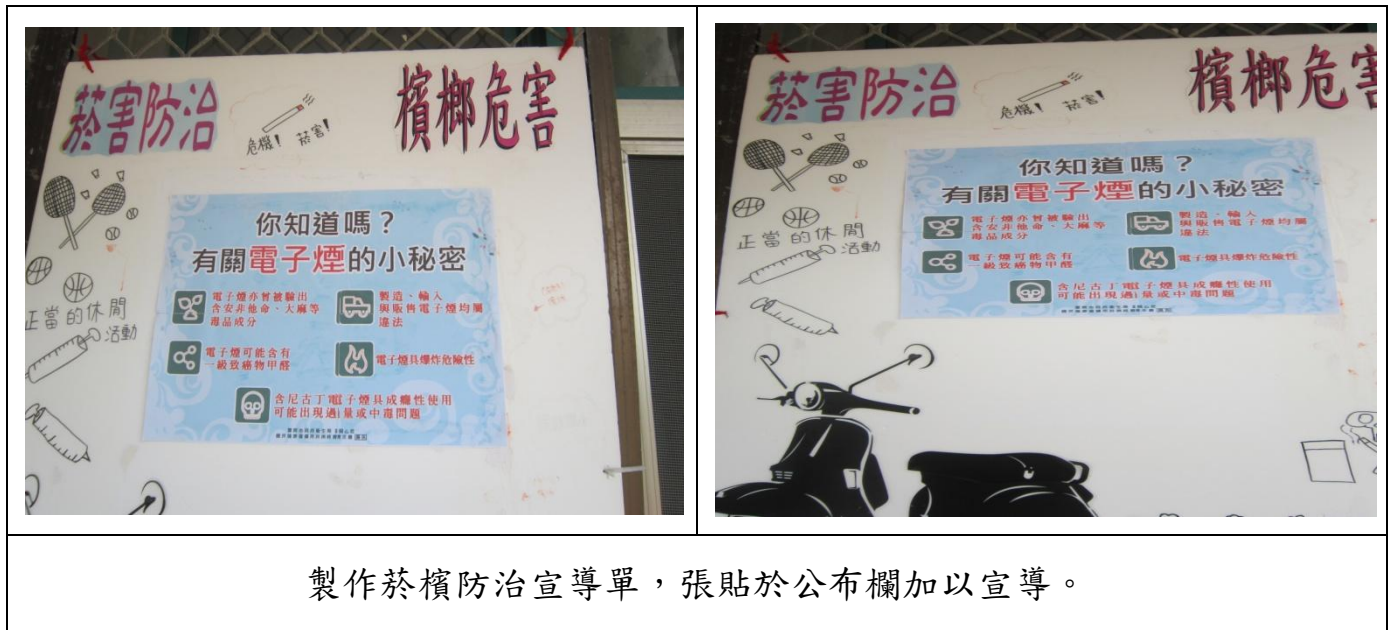 菸害防治
危機！ 菸害！
檳榔危害
你知道嗎？
有關電子煙的小秘密
電子煙亦曾被驗出
含安非他命、大麻等
毒品成分
製造、輸入
與販售電子煙均屬
違法
電子煙可能含有
一級致癌物甲醛
電子煙具爆炸危險性
含尼古丁電子煙具成癮性使用
可能出現過量或中毒問題
正當的休閒
活動
菸害防治
危機！ 菸害！
檳榔危害
你知道嗎？
有關電子煙的小秘密
電子煙亦曾被驗出
含安非他命、大麻等
毒品成分
製造、輸入
與販售電子煙均屬
違法
電子煙可能含有
一級致癌物甲醛
電子煙具爆炸危險性
含尼古丁電子煙具成癮性使用
可能出現過量或中毒問題
正當的休閒
活動
製作菸檳防治宣導單，張貼於公布欄加以宣導。